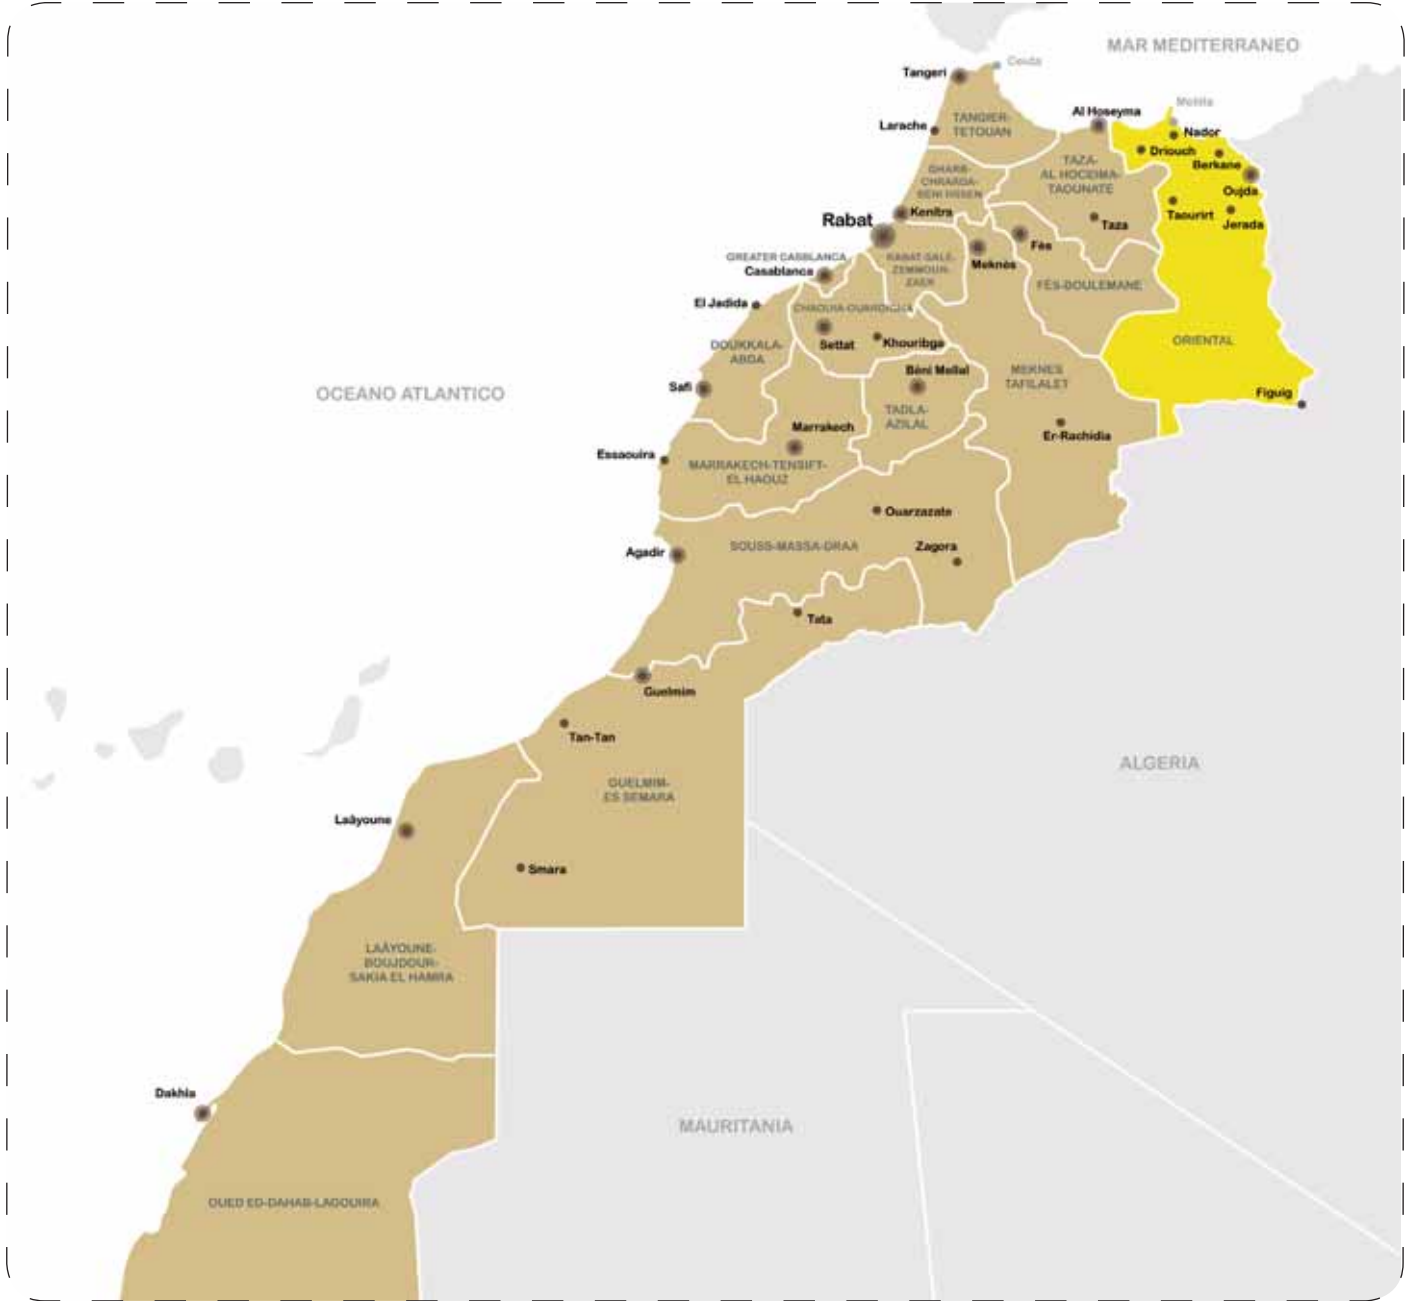 MAR MEDITERRANEO
Ceuta
Tangeri
Melilla
Al Hoseyma
TANGIER-
TETOUAN
Larache
Nador
Driouch
Berkane
TAZA-
AL HOCEIMA-
TAOUNATE
GHARB-
CHRARDA-
BENI HSSEN
Oujda
Kenitra
Taourirt
Rabat
Taza
Jerada
Fès
Meknès
GREATER CASBLANCA
RABAT-SALE-
ZEMMOUR-
ZAER
Casablanca
FÈS-BOULEMANE
El Jadida
CHAOUIA-OUARDIGHA
Settat
Khouribga
ORIENTAL
DOUKKALA-
ABDA
Béni Mellal
MEKNES
TAFILALET
Safi
OCEANO ATLANTICO
Figuig
TADLA-
AZILAL
Marrakech
Er-Rachidia
Essaouira
MARRAKECH-TENSIFT-
EL HAOUZ
Ouarzazate
SOUSS-MASSA-DRAA
Zagora
Agadir
Tata
Guelmim
Tan-Tan
ALGERIA
GUELMIM-
ES SEMARA
Laâyoune
Smara
LAÂYOUNE-
BOUJDOUR-
SAKIA EL HAMRA
Dakhla
MAURITANIA
OUED ED-DAHAB-LAGOUIRA